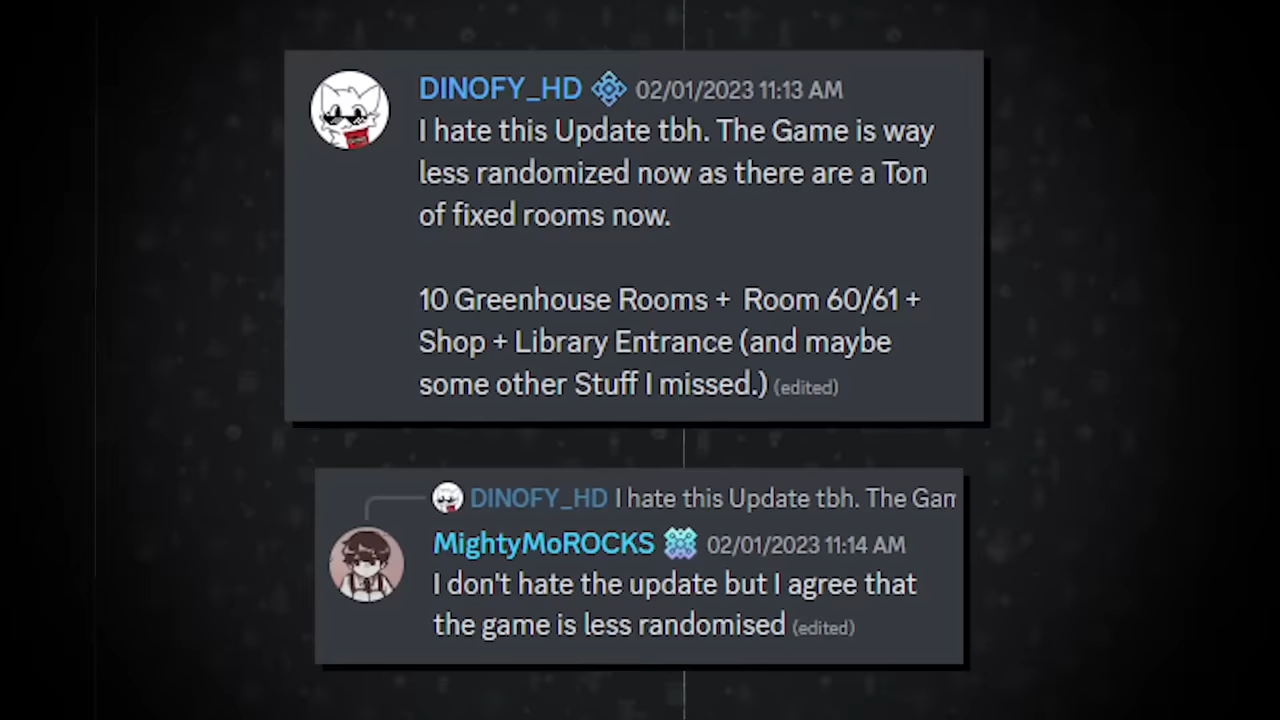 DINOFY_HD 02/01/2023 11:13 AM
I hate this Update tbh. The Game is way
less randomized now as there are a Ton
of fixed rooms now.
10 Greenhouse Rooms + Room 60/61 +
Shop + Library Entrance (and maybe
some other Stuff I missed.) (edited)
DINOFY_HD I hate this Update tbh. The Gam
MightyMoROCKS 02/01/2023 11:14 AM
I don't hate the update but I agree that
the game is less randomised (edited)